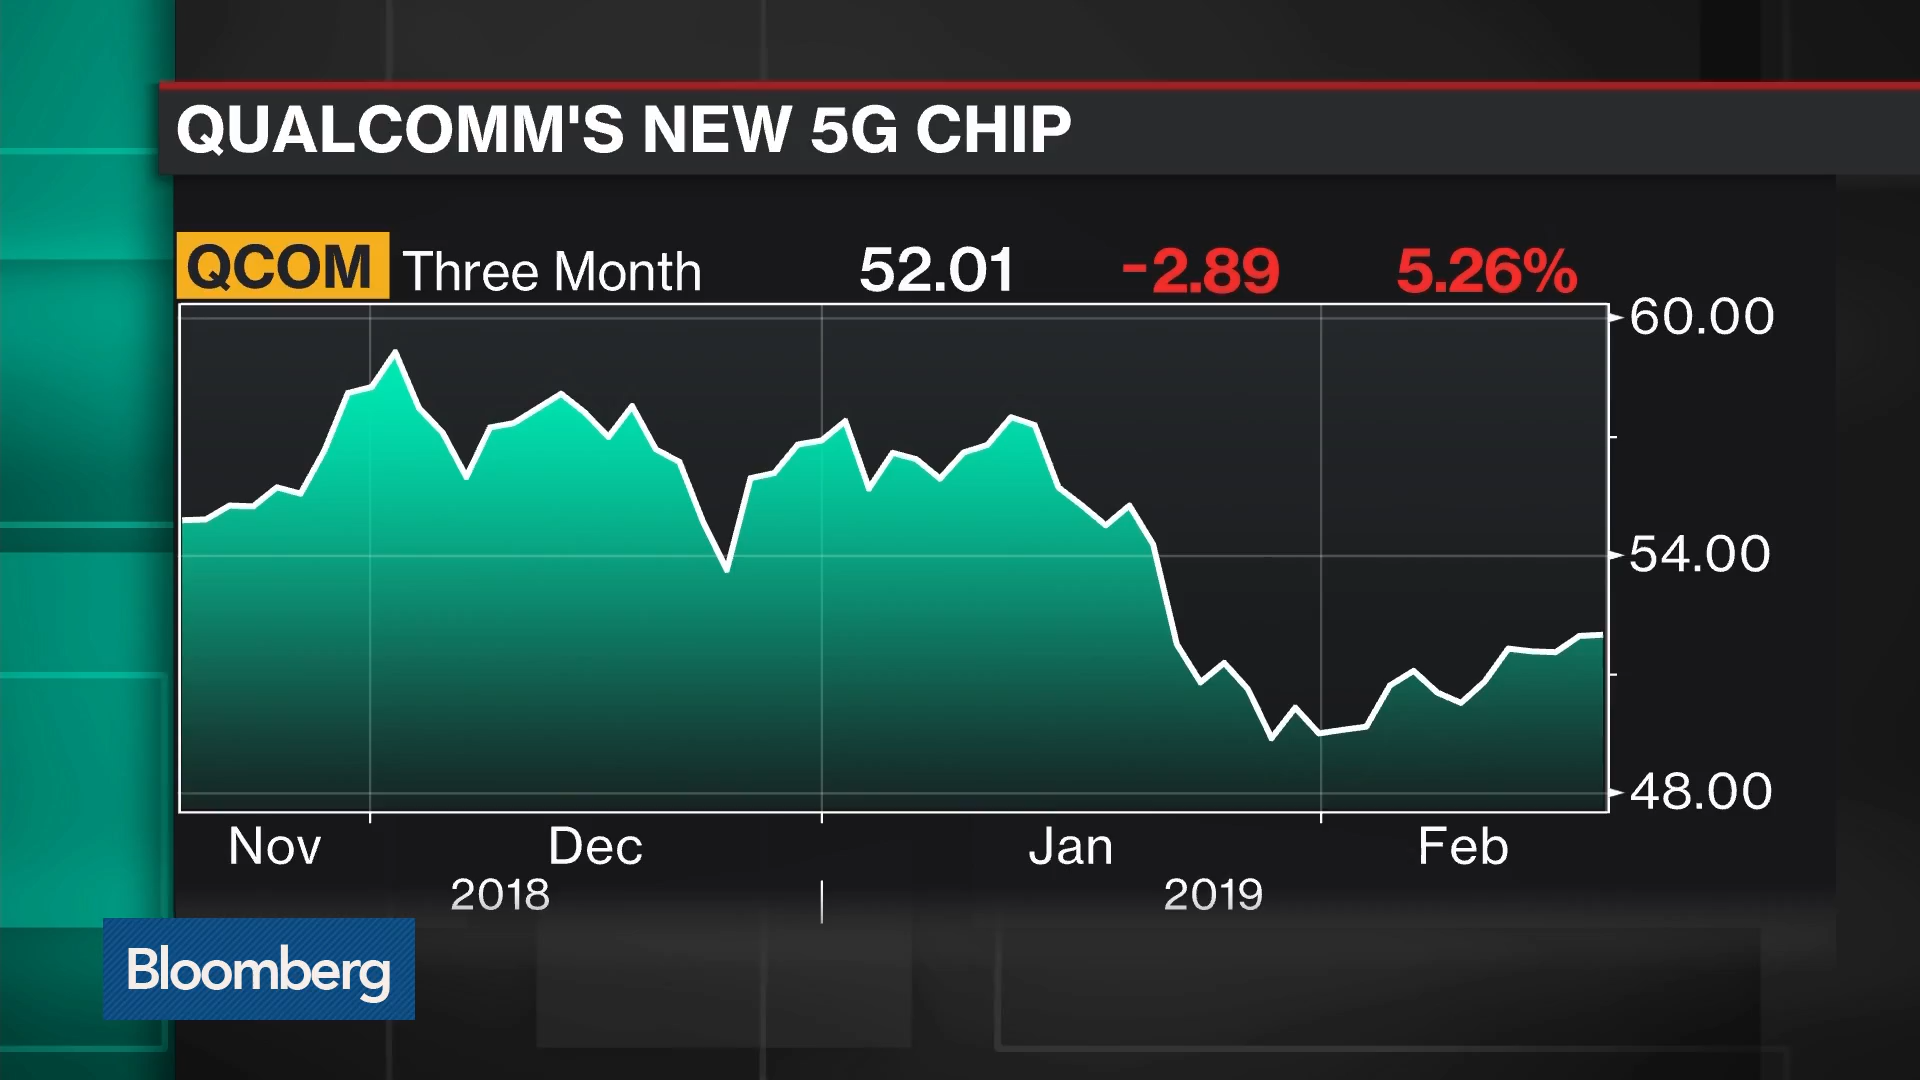 QUALCOMM'S NEW 5G CHIP
QCOM Three Month 52.01 -2.89 5.26%
60.00
54.00
48.00
Nov Dec Jan Feb
2018 2019
Bloomberg